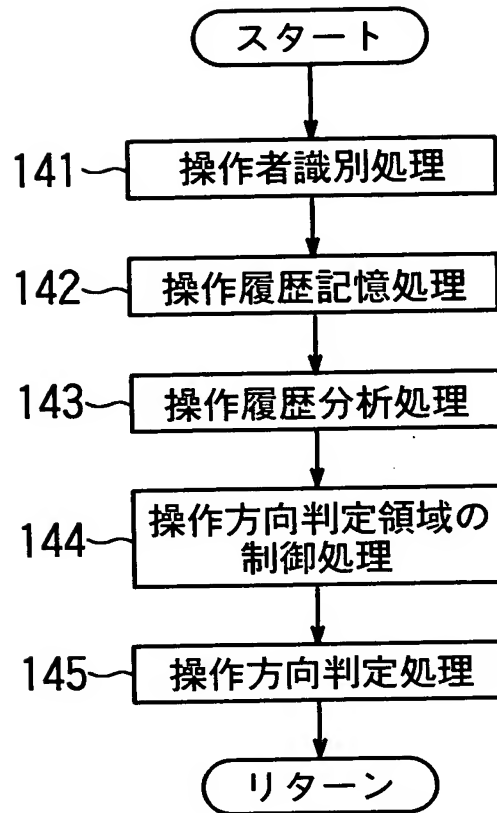 スタート
141 操作者識別処理
142 操作履歴記憶処理
143 操作履歴分析処理
144 操作方向判定領域の
制御処理
145 操作方向判定処理
リターン